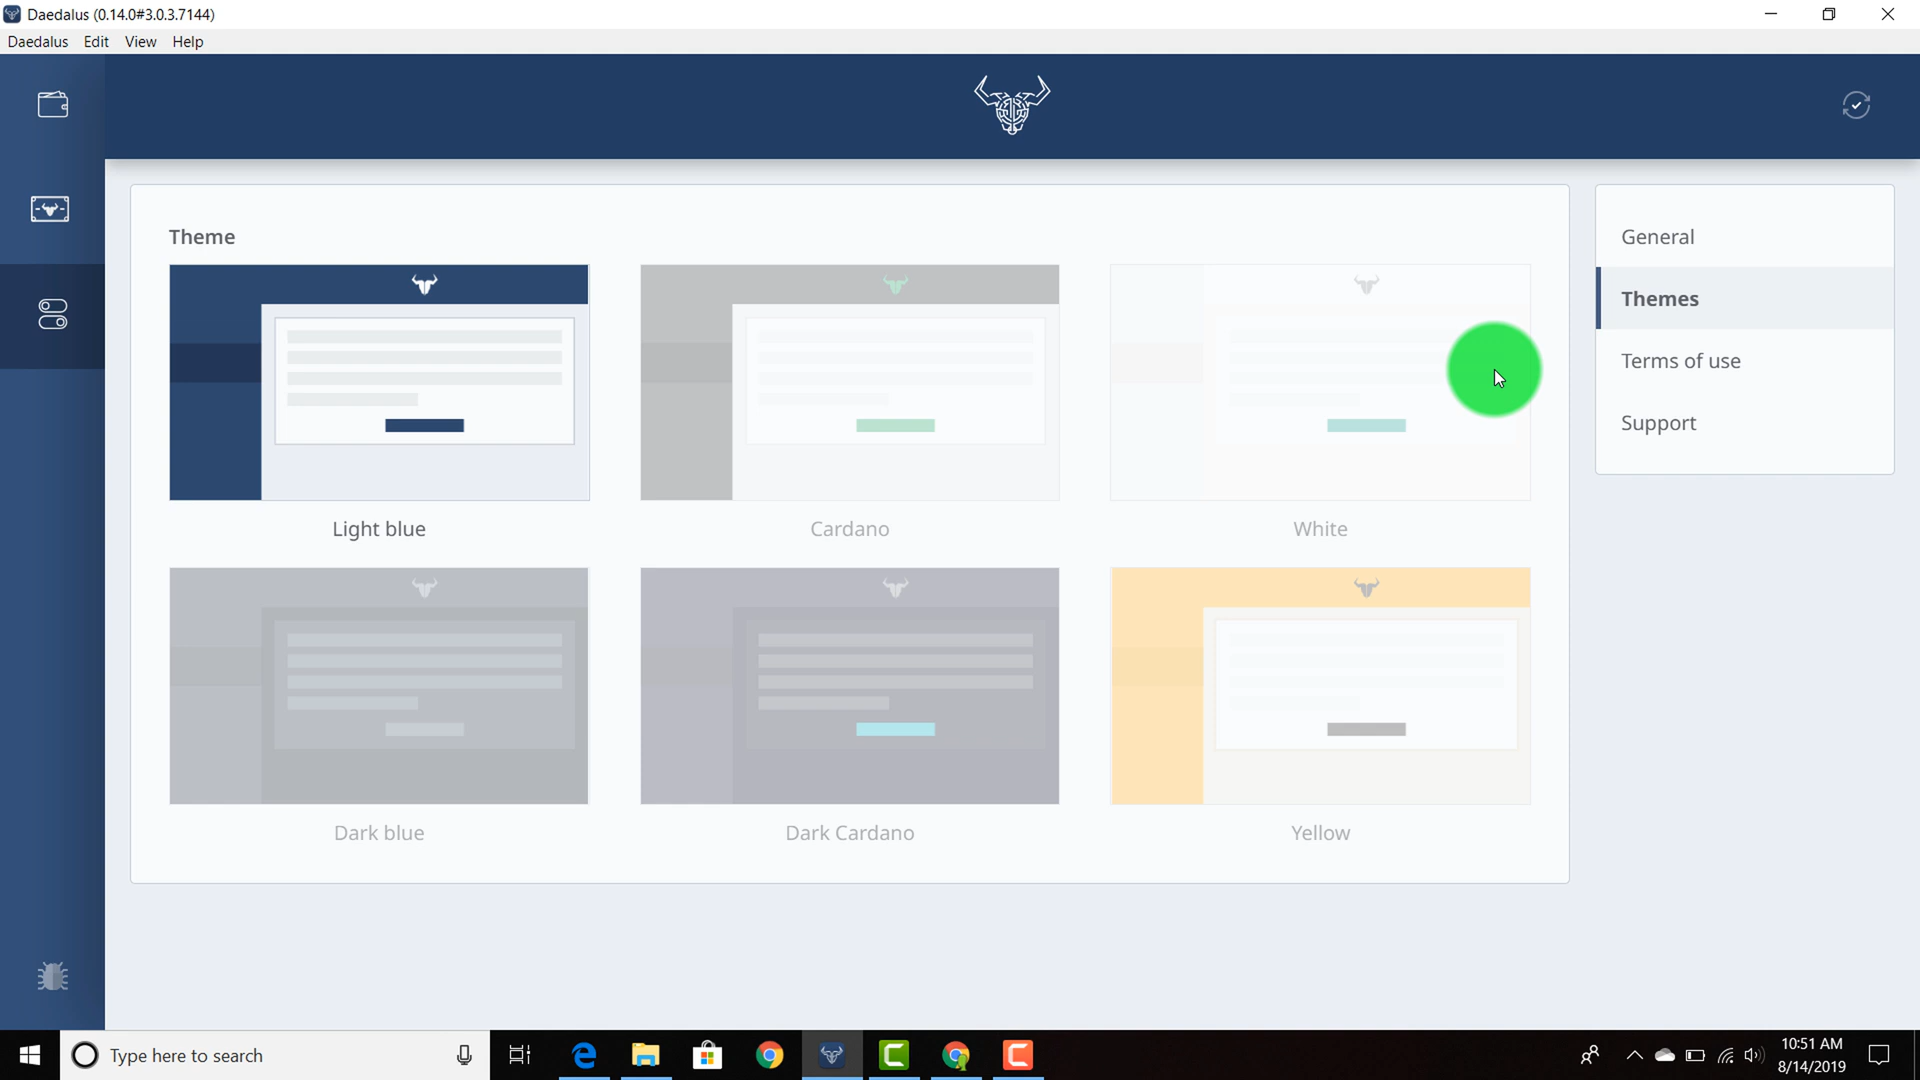 Daedalus (0.14.0#3.0.3.7144)
Daedalus Edit View Help
Theme
Light blue
Cardano
White
Dark blue
Dark Cardano
Yellow
General
Themes
Terms of use
Support
Type here to search
10:51 AM
8/14/2019